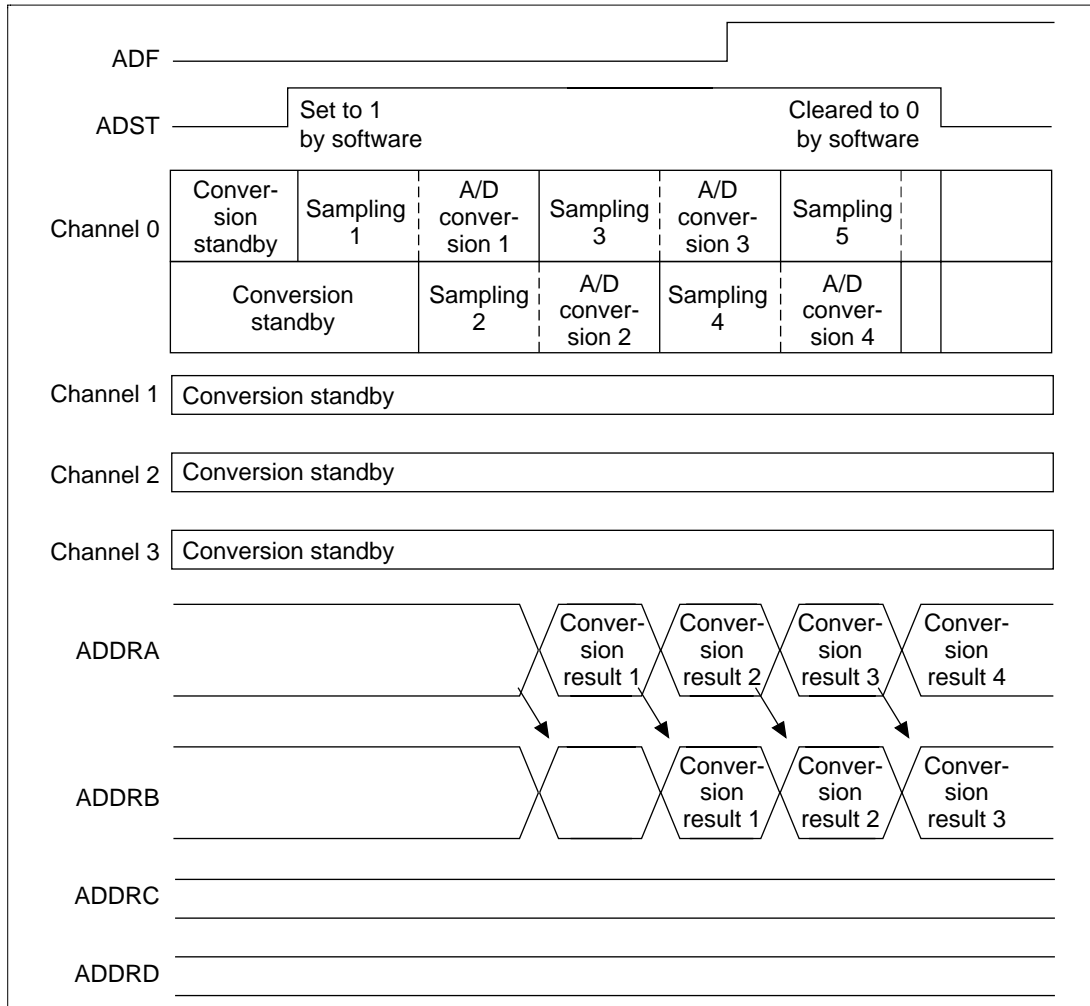 ADF
ADST
Set to 1
by software
Cleared to 0
by software
Channel 0
Conver-
sion
standby
Sampling
1
A/D
conver-
sion 1
Sampling
3
A/D
conver-
sion 3
Sampling
5
Conversion
standby
Sampling
2
A/D
conver-
sion 2
Sampling
4
A/D
conver-
sion 4
Channel 1
Conversion standby
Channel 2
Conversion standby
Channel 3
Conversion standby
ADDRA
Conver-
sion
result 1
Conver-
sion
result 2
Conver-
sion
result 3
Conver-
sion
result 4
ADDRB
Conver-
sion
result 1
Conver-
sion
result 2
Conver-
sion
result 3
ADDRC
ADDRD